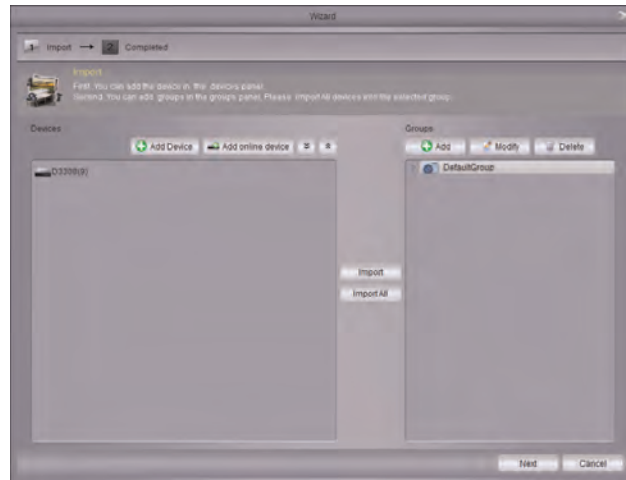 Wizard
1 Import → 2 Completed
Import
First, You can add the device in the devices panel.
Second, You can add groups in the groups panel, Please import All devices into the selected group.
Devices
Groups
Add Device
Add online device
Add
Modify
Delete
DefaultGroup
Import
Import All
Next
Cancel